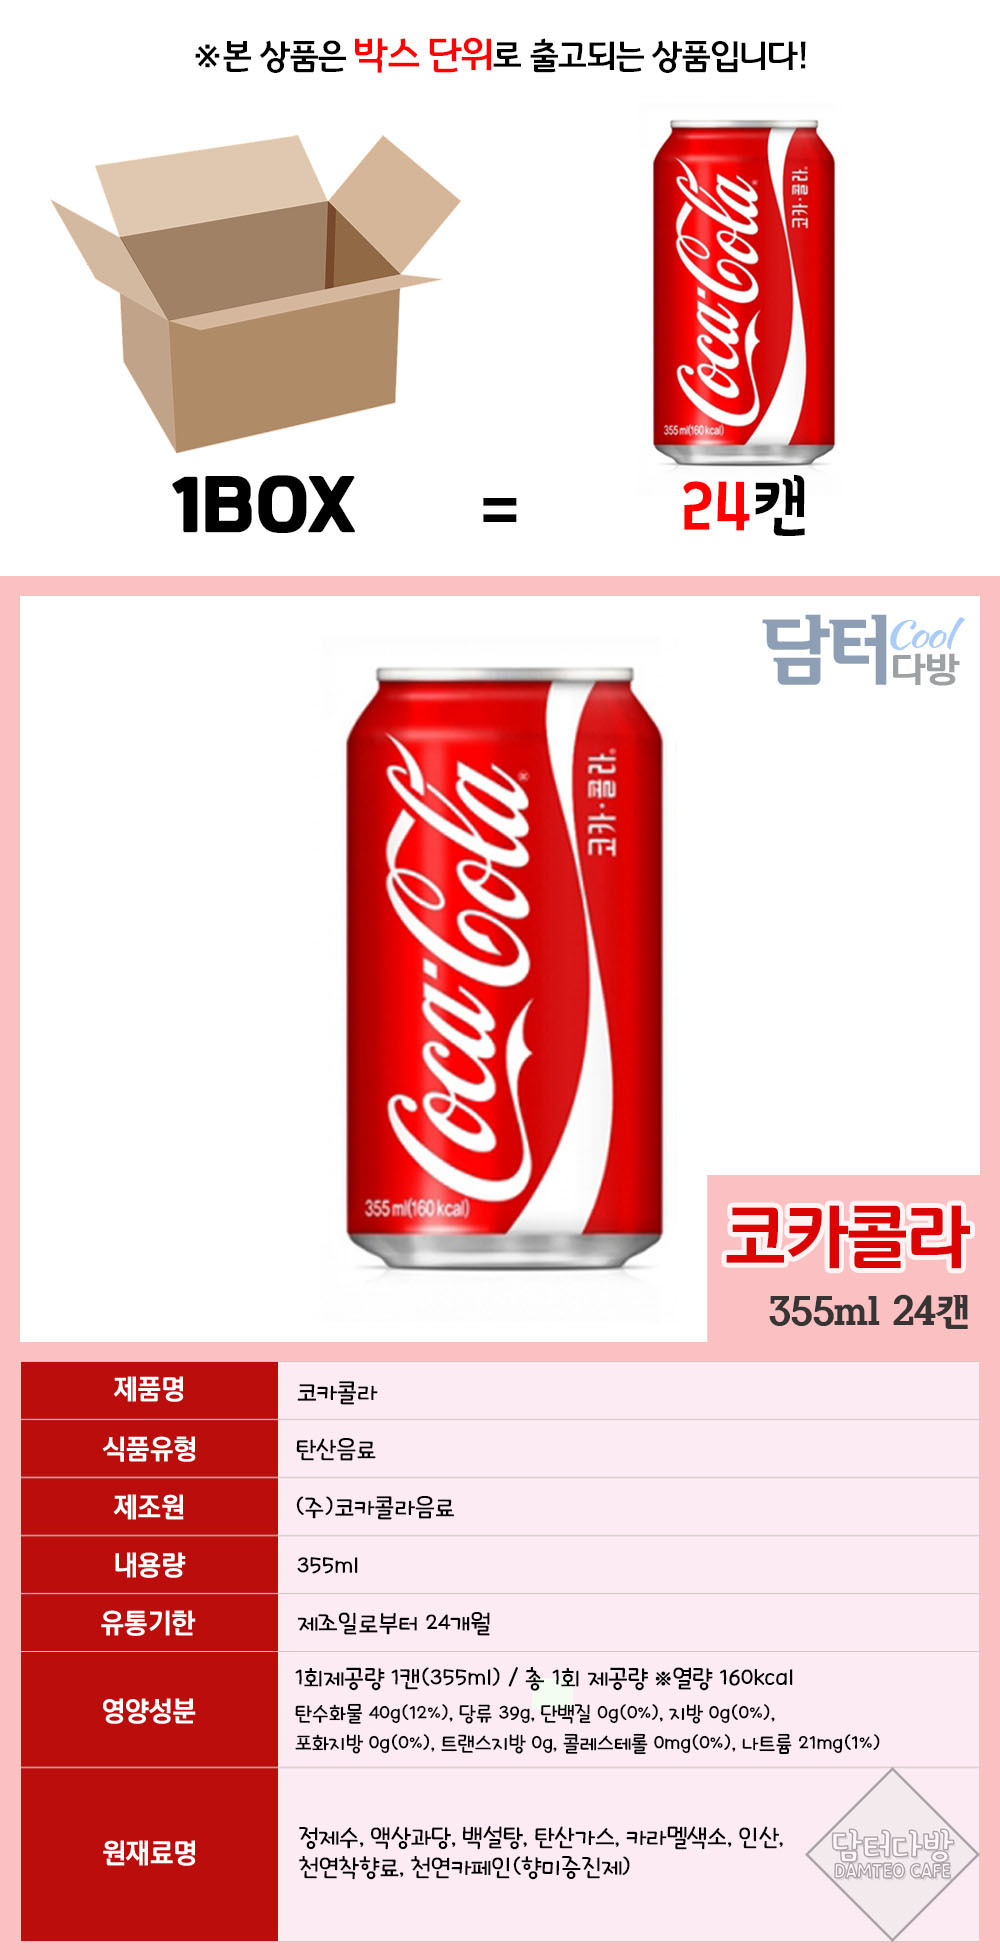 ※본 상품은 박스 단위로 출고되는 상품입니다!
Coca-Cola
코카·콜라
355 ml(160 kcal)
1BOX = 24캔
담터 Cool 다방
Coca-Cola
코카·콜라
355 ml(160 kcal)
코카콜라
355ml 24캔
제품명 코카콜라
식품유형 탄산음료
제조원 (주)코카콜라음료
내용량 355ml
유통기한 제조일로부터 24개월
영양성분 1회제공량 1캔(355ml) / 총 1회 제공량 ※열량 160kcal
탄수화물 40g(12%), 당류 39g, 단백질 0g(0%), 지방 0g(0%),
포화지방 0g(0%), 트랜스지방 0g, 콜레스테롤 0mg(0%), 나트륨 21mg(1%)
원재료명 정제수, 액상과당, 백설탕, 탄산가스, 카라멜색소, 인산,
천연착향료, 천연카페인(향미증진제)
담터다방
DAMTEO CAFE